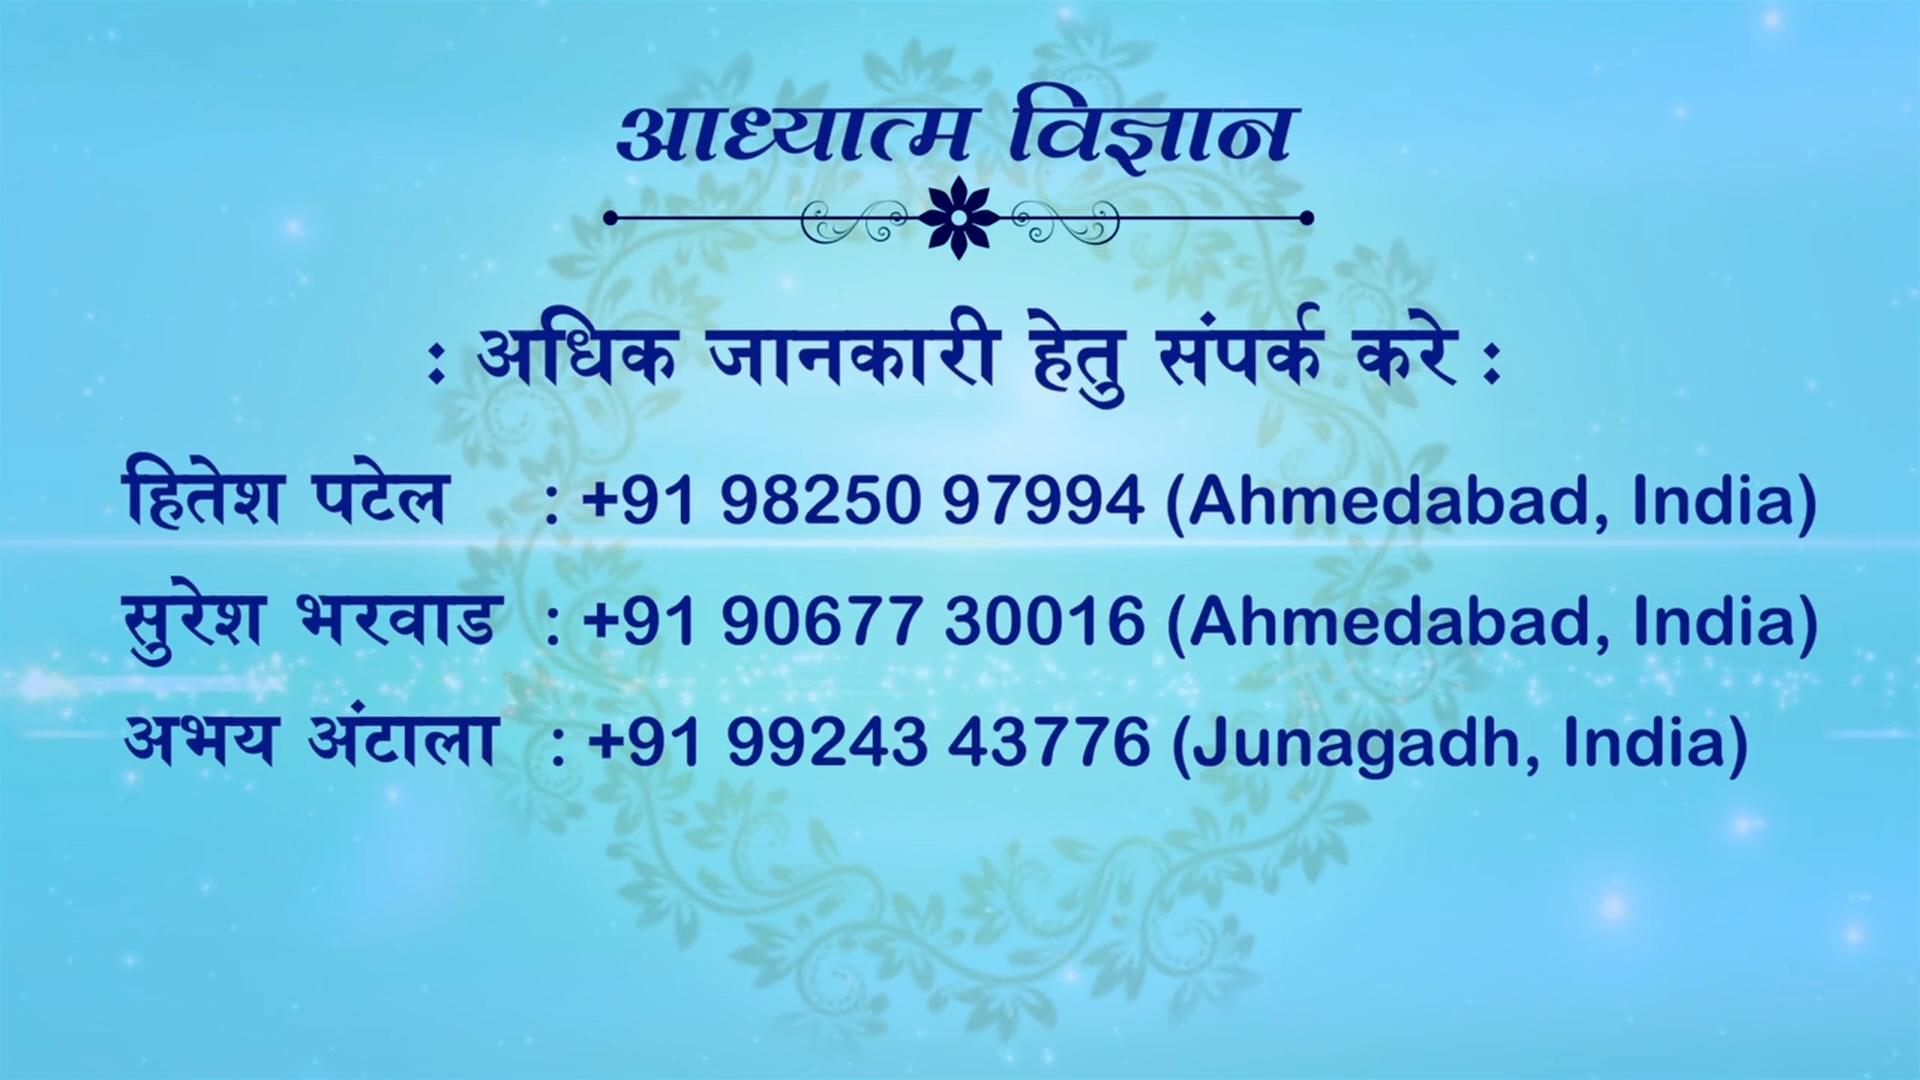 आध्यात्म विज्ञान
: अधिक जानकारी हेतु संपर्क करे :
हितेश पटेल : +91 98250 97994 (Ahmedabad, India)
सुरेश भरवाड : +91 90677 30016 (Ahmedabad, India)
अभय अंटाला : +91 99243 43776 (Junagadh, India)